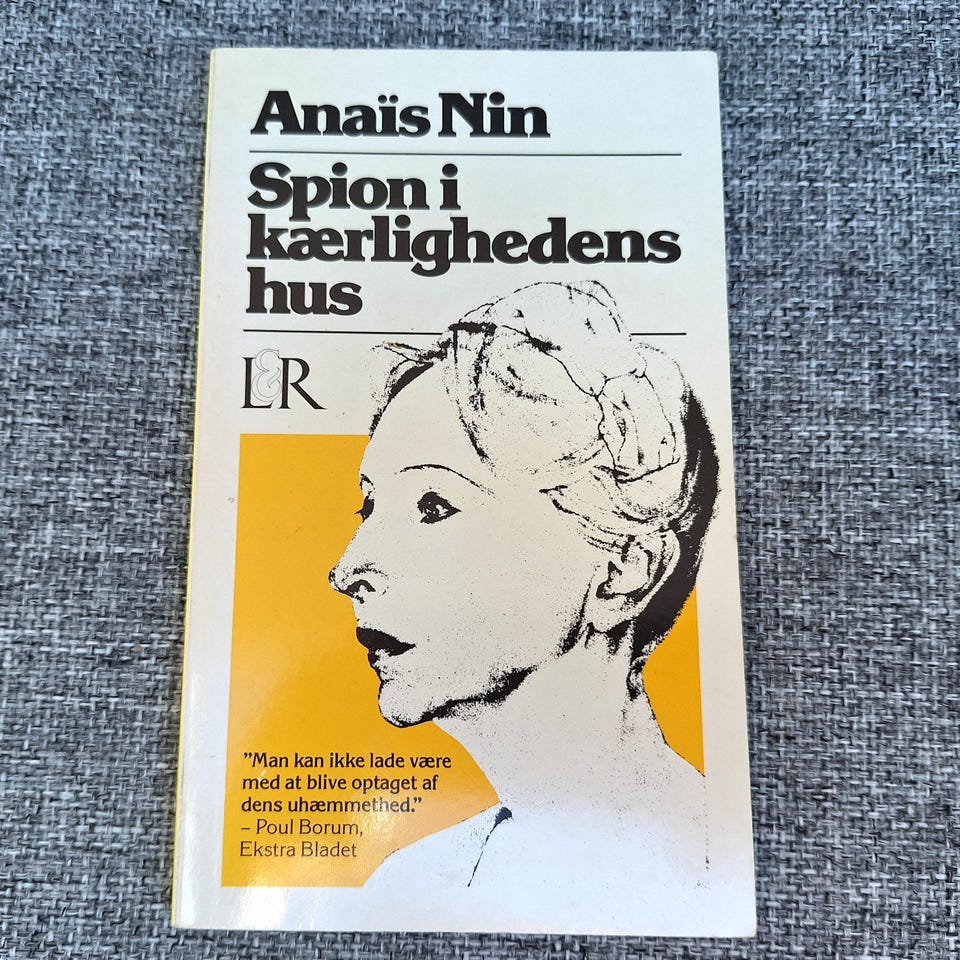 Anaïs Nin
Spion i
kærlighedens
hus
L&R
”Man kan ikke lade være
med at blive optaget af
dens uhæmmethed.”
– Poul Borum,
Ekstra Bladet